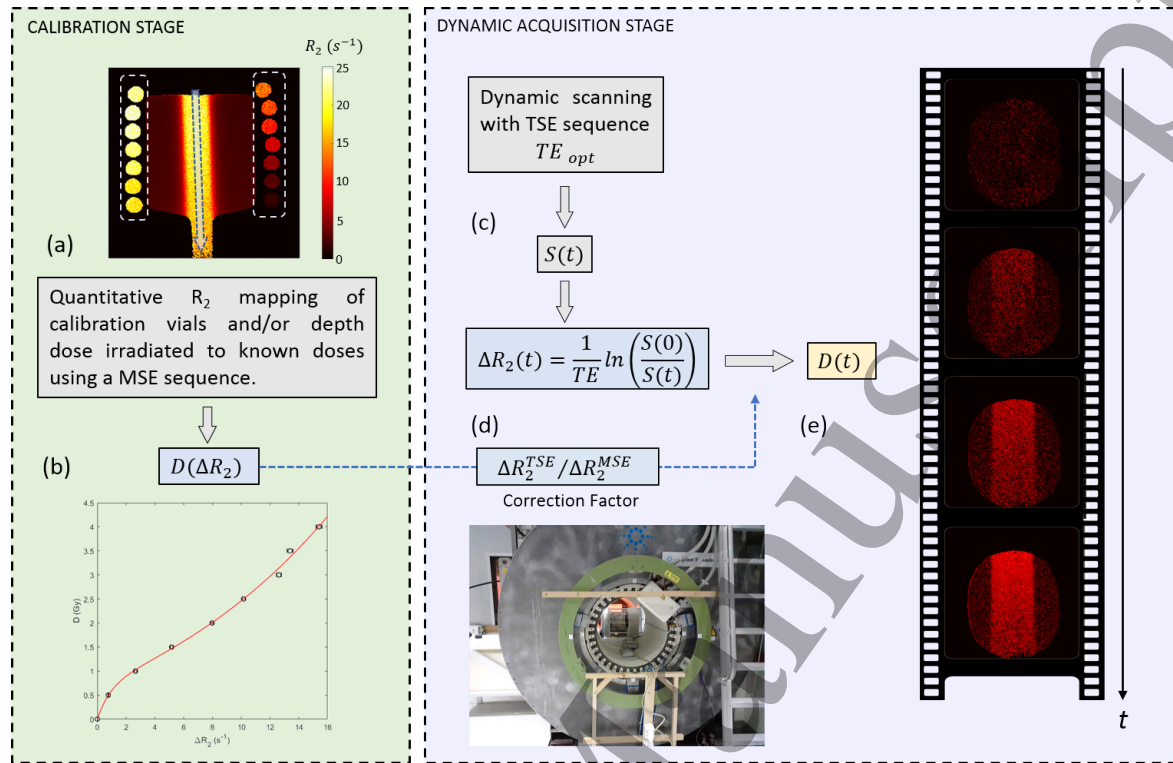 CALIBRATION STAGE
R₂ (s⁻¹)
25
20
15
10
5
0
(a)
Quantitative R₂ mapping of
calibration vials and/or depth
dose irradiated to known doses
using a MSE sequence.
(b)
D(ΔR₂)
4.5
4
3.5
3
2.5
2
1.5
1
0.5
0
D (Gy)
0 2 4 6 8 10 12 14 16
ΔR₂ (s⁻¹)
DYNAMIC ACQUISITION STAGE
Dynamic scanning
with TSE sequence
TE opt
(c)
S(t)
ΔR₂(t) = 1/TE ln (S(0)/S(t))
D(t)
(d)
(e)
ΔR₂ᵀˢᴱ/ΔR₂ᴹˢᴱ
Correction Factor
t